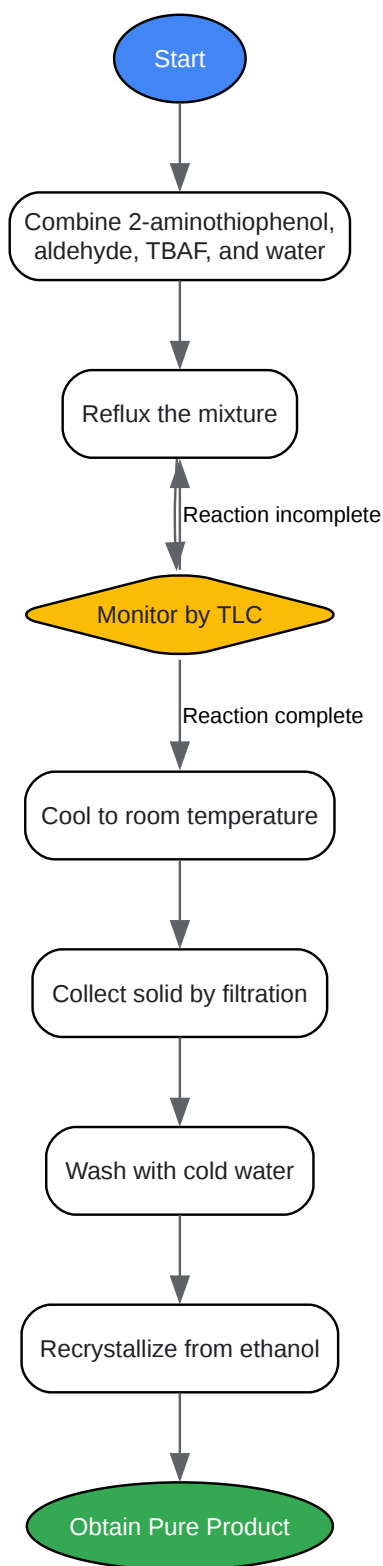 Start
Combine 2-aminothiophenol,
aldehyde, TBAF, and water
Reflux the mixture
Reaction incomplete
Monitor by TLC
Reaction complete
Cool to room temperature
Collect solid by filtration
Wash with cold water
Recrystallize from ethanol
Obtain Pure Product